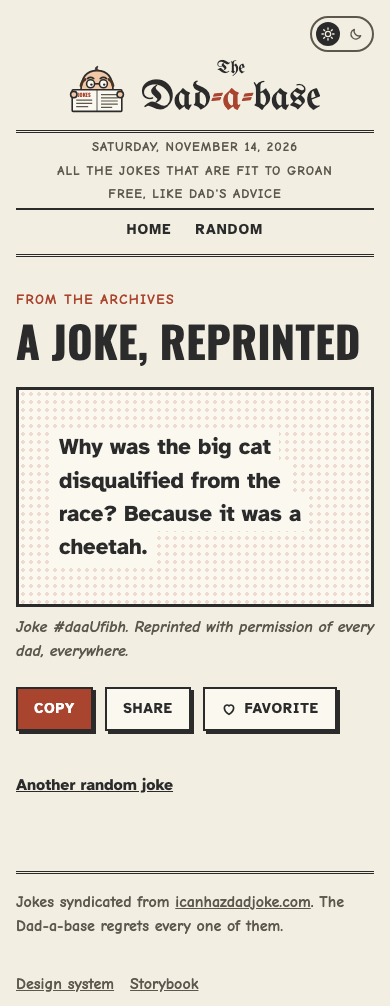 The
JOKES
Dad-a-base
SATURDAY, NOVEMBER 14, 2026
ALL THE JOKES THAT ARE FIT TO GROAN
FREE, LIKE DAD'S ADVICE
HOME RANDOM
FROM THE ARCHIVES
A JOKE, REPRINTED
Why was the big cat
disqualified from the
race? Because it was a
cheetah.
Joke #daaUfibh. Reprinted with permission of every
dad, everywhere.
COPY SHARE FAVORITE
Another random joke
Jokes syndicated from icanhazdadjoke.com. The
Dad-a-base regrets every one of them.
Design system Storybook